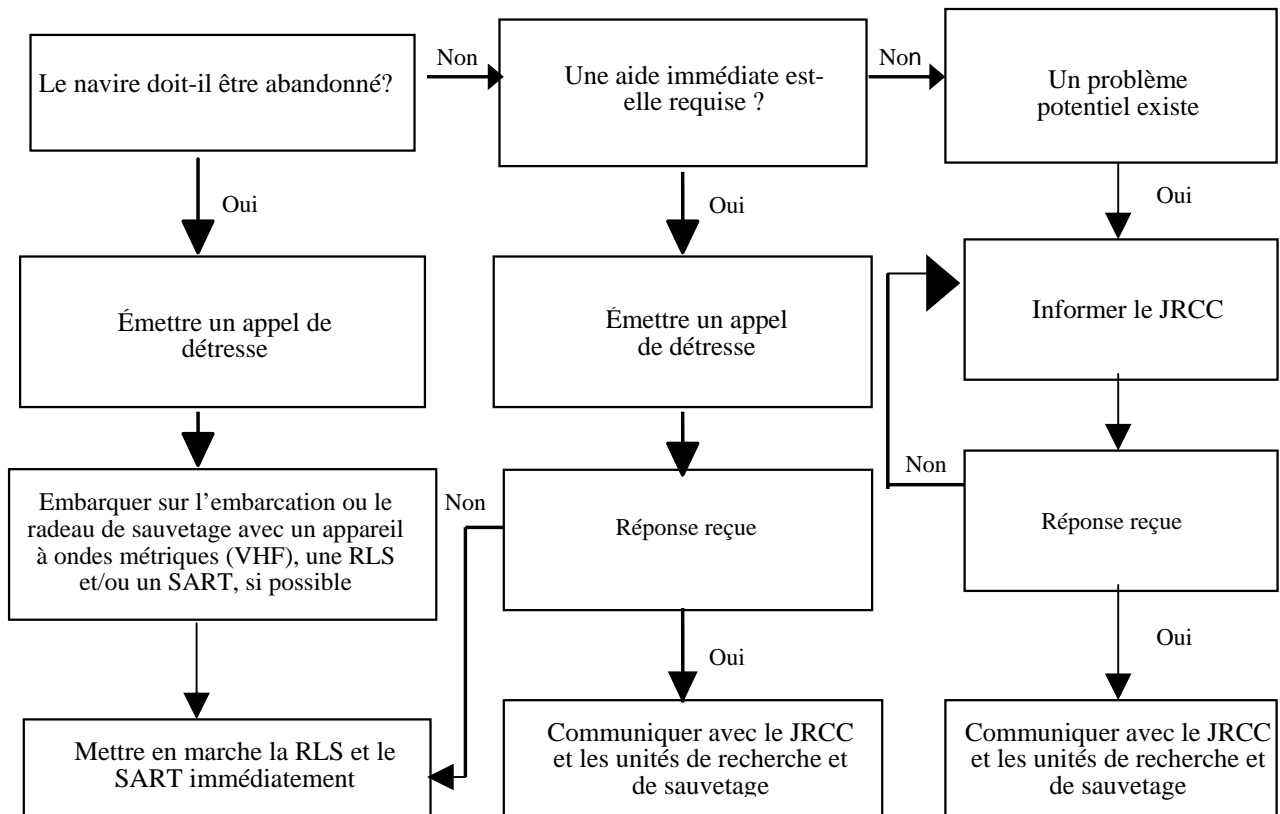 Le navire doit-il être abandonné?
Non
Une aide immédiate est-
elle requise ?
Non
Un problème
potentiel existe
Oui
Oui
Oui
Émettre un appel de
détresse
Émettre un appel
de détresse
Informer le JRCC
Embarquer sur l’embarcation ou le
radeau de sauvetage avec un appareil
à ondes métriques (VHF), une RLS
et/ou un SART, si possible
Non
Réponse reçue
Non
Réponse reçue
Oui
Oui
Mettre en marche la RLS et le
SART immédiatement
Communiquer avec le JRCC
et les unités de recherche et
de sauvetage
Communiquer avec le JRCC
et les unités de recherche et
de sauvetage